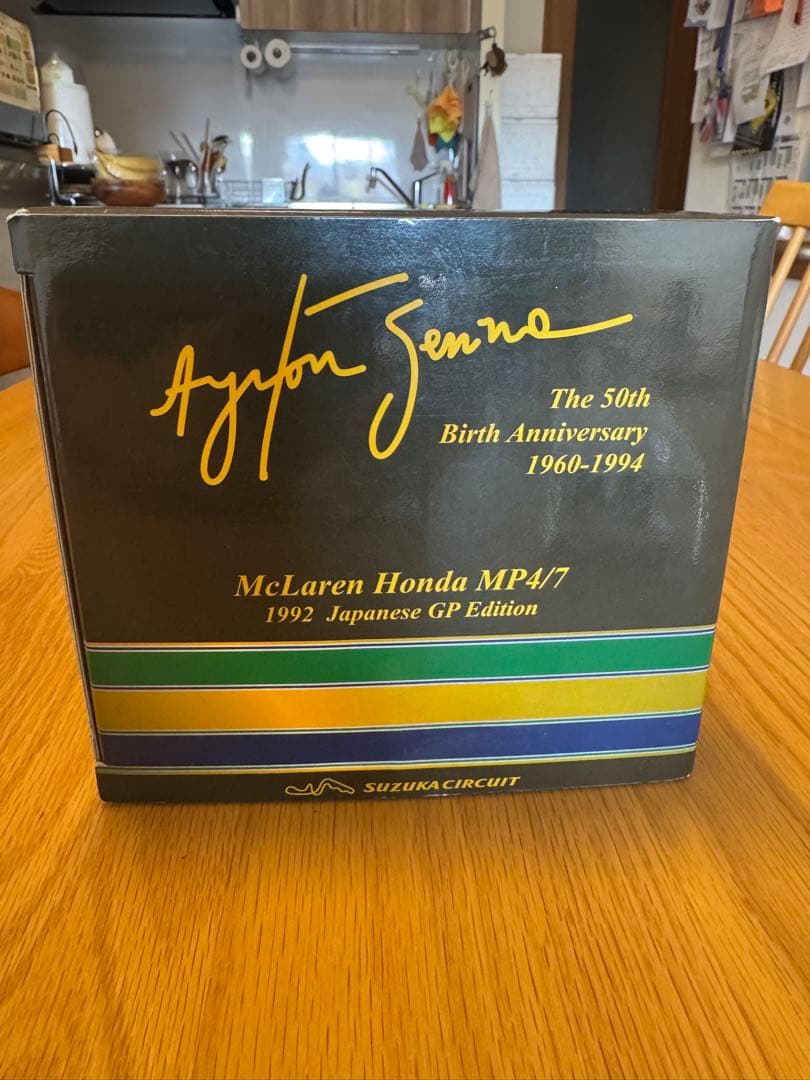 Ayrton Senna
The 50th
Birth Anniversary
1960-1994
McLaren Honda MP4/7
1992 Japanese GP Edition
SUZUKA CIRCUIT